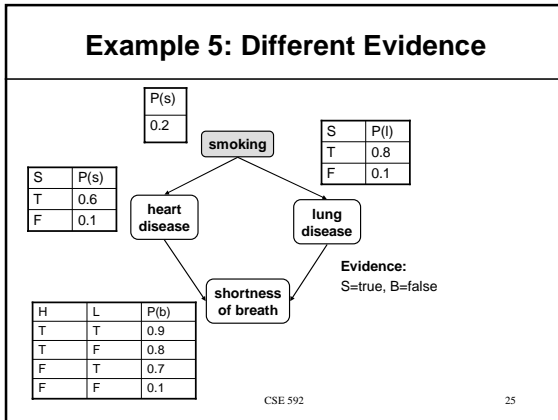 Example 5: Different Evidence
P(s)
0.2
smoking
S P(l)
T 0.8
F 0.1
S P(s)
T 0.6
F 0.1
heart
disease
lung
disease
Evidence:
S=true, B=false
shortness
of breath
H L P(b)
T T 0.9
T F 0.8
F T 0.7
F F 0.1
CSE 592 25